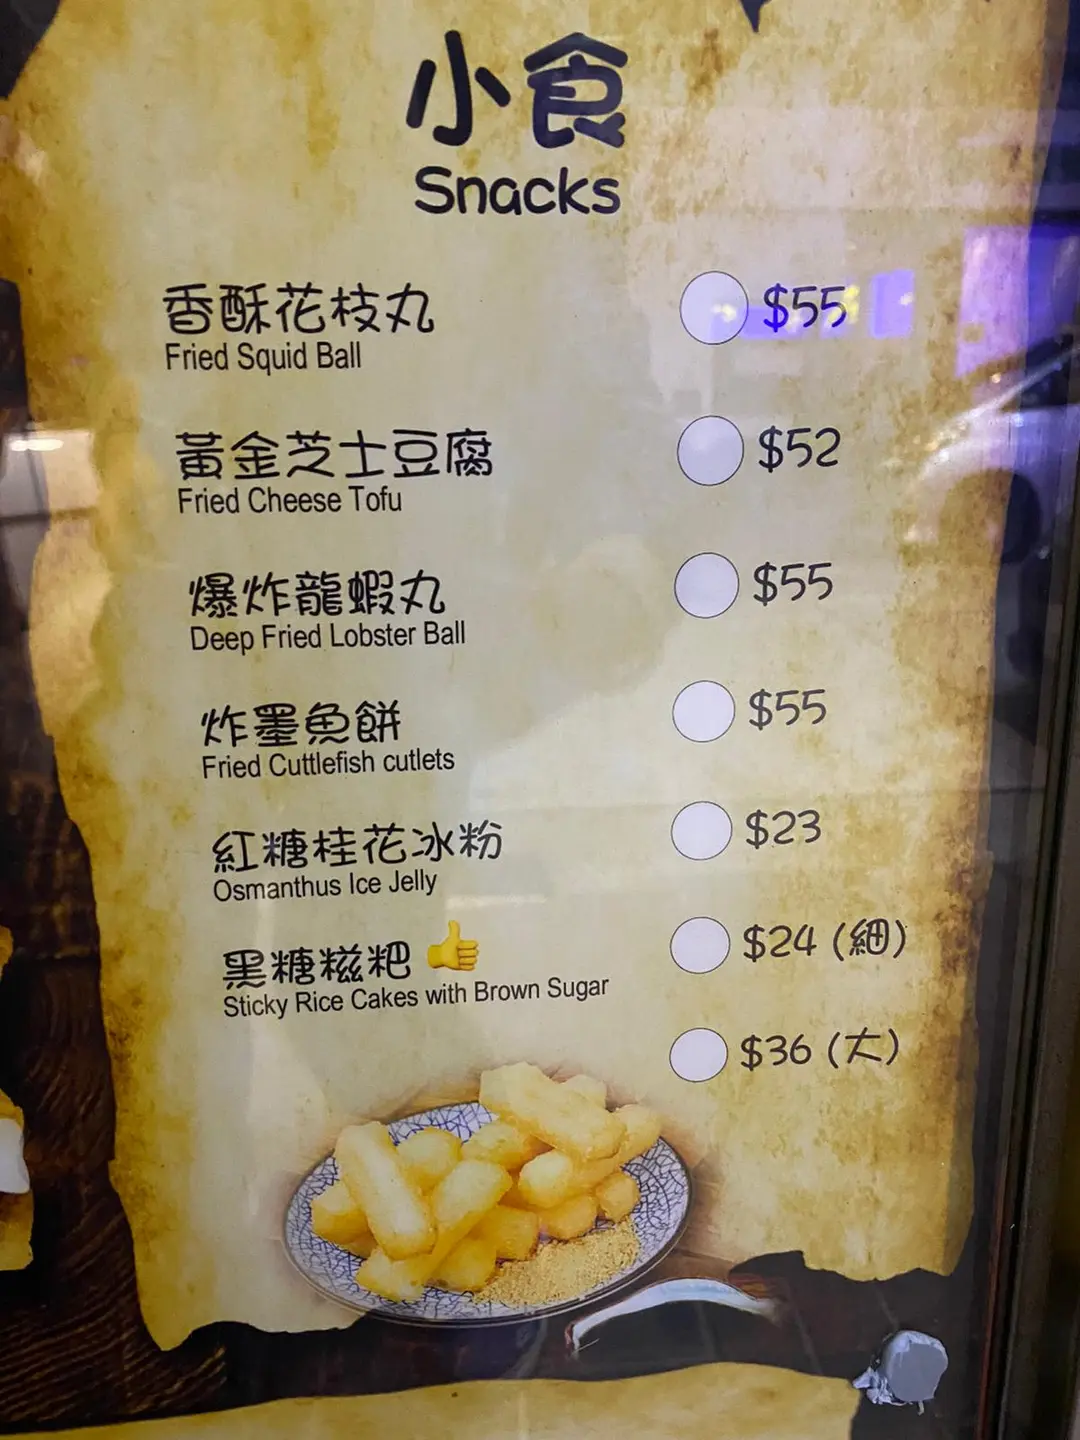 小食
Snacks
香酥花枝丸 $55
Fried Squid Ball
黃金芝士豆腐 $52
Fried Cheese Tofu
爆炸龍蝦丸 $55
Deep Fried Lobster Ball
炸墨魚餅 $55
Fried Cuttlefish cutlets
紅糖桂花冰粉 $23
Osmanthus Ice Jelly
黑糖糍粑 👍 $24 (細)
Sticky Rice Cakes with Brown Sugar
$36 (大)